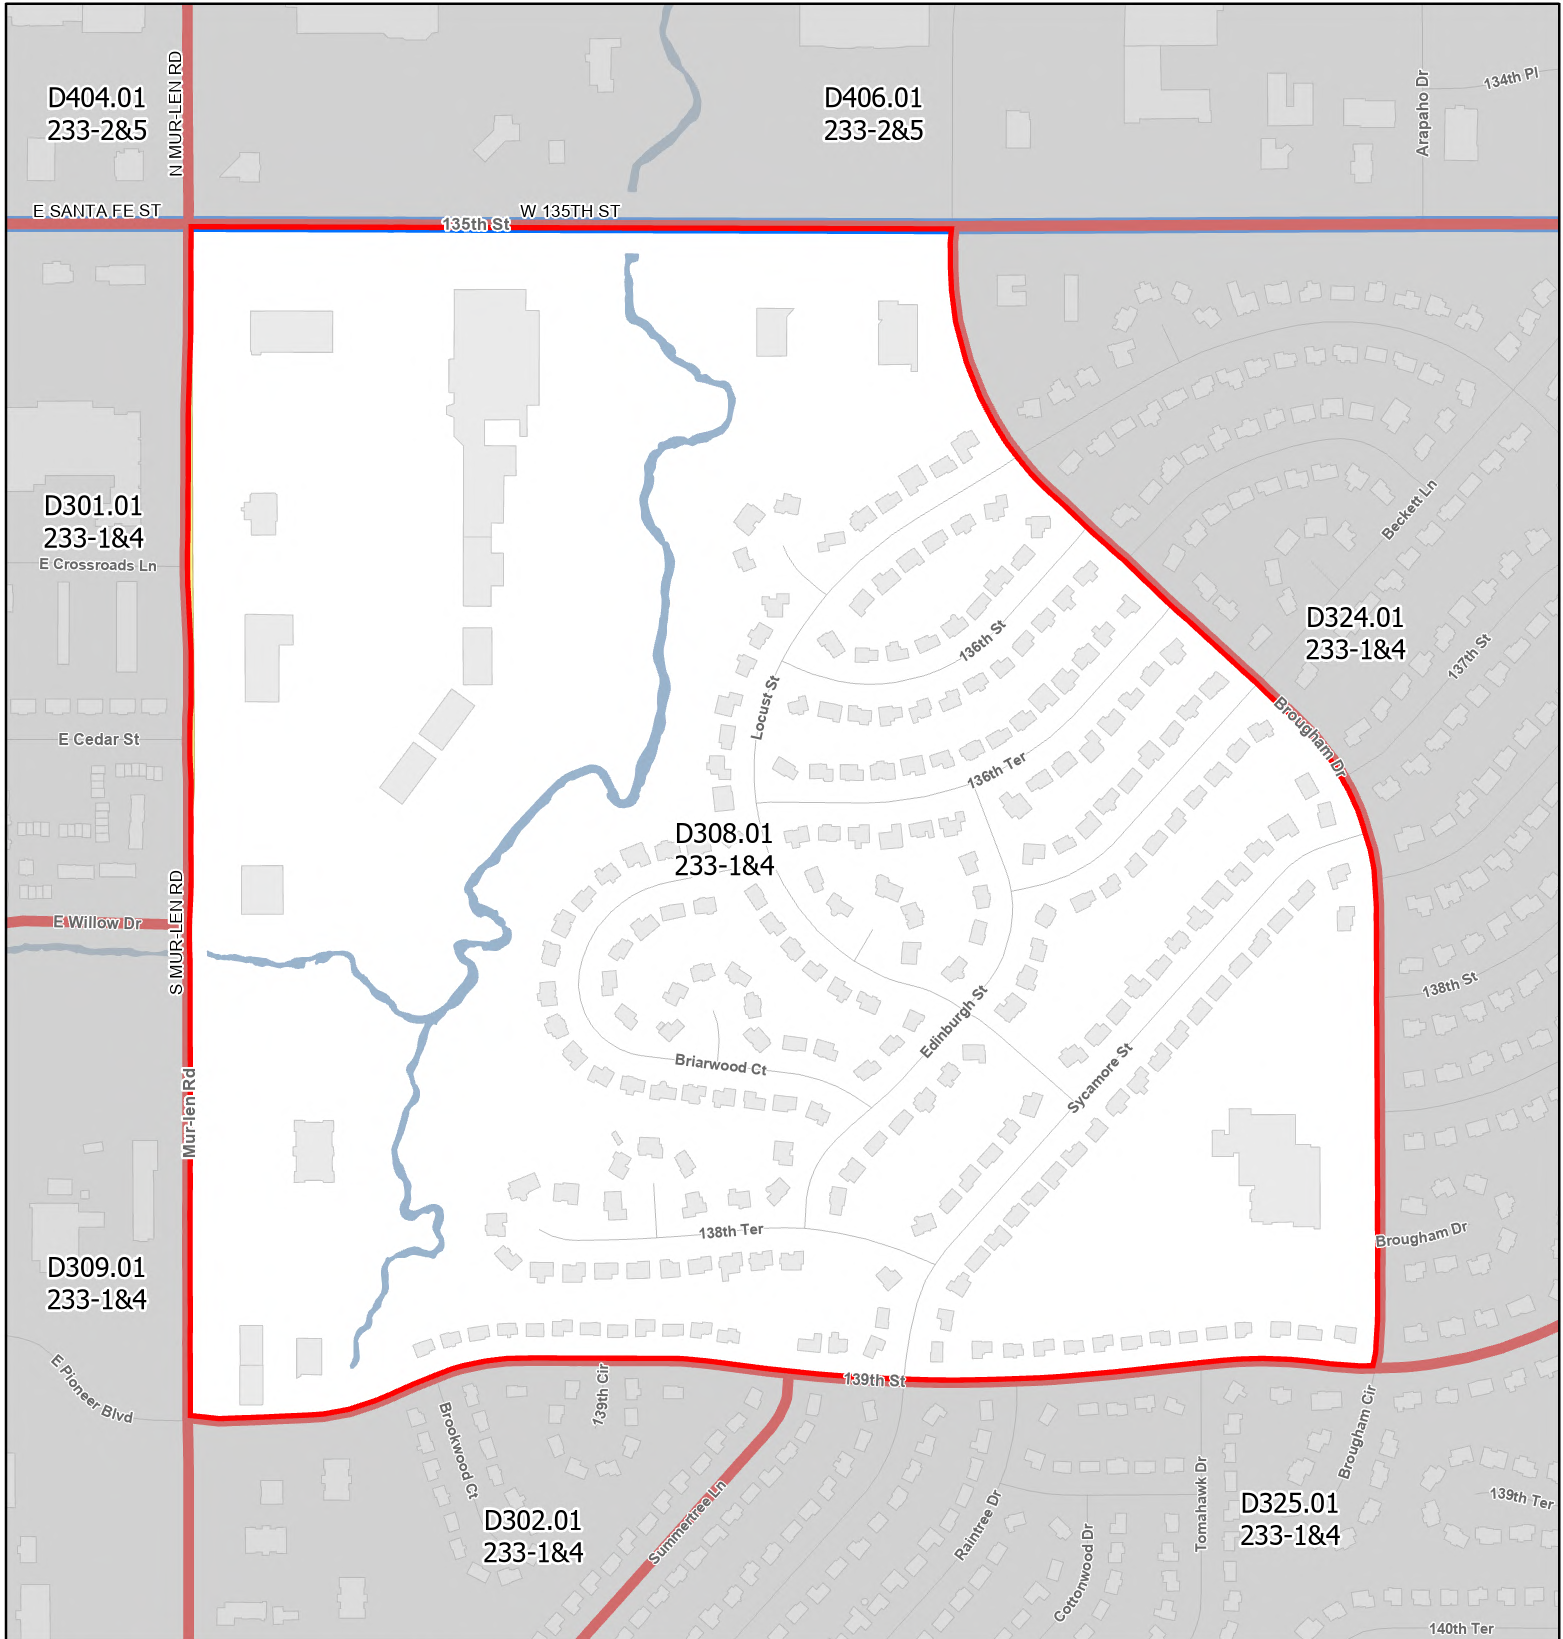 N MUR-LEN RD
D404.01
233-2&5
D406.01
233-2&5
Arapaho Dr
134th Pl
E SANTA FE ST
W 135TH ST
135th St
D301.01
233-1&4
E Crossroads Ln
Beckett Ln
D324.01
233-1&4
137th St
136th St
Locust St
Brougham Dr
E Cedar St
136th Ter
D308.01
233-1&4
S MUR-LEN RD
E Willow Dr
138th St
Edinburgh St
Briarwood Ct
Sycamore St
Mur-len Rd
138th Ter
Brougham Dr
D309.01
233-1&4
E Pioneer Blvd
139th St
139th Cir
Brookwood Ct
Brougham Cir
D302.01
233-1&4
Summertree Ln
Raintree Dr
Cottonwood Dr
Tomahawk Dr
D325.01
233-1&4
139th Ter
140th Ter